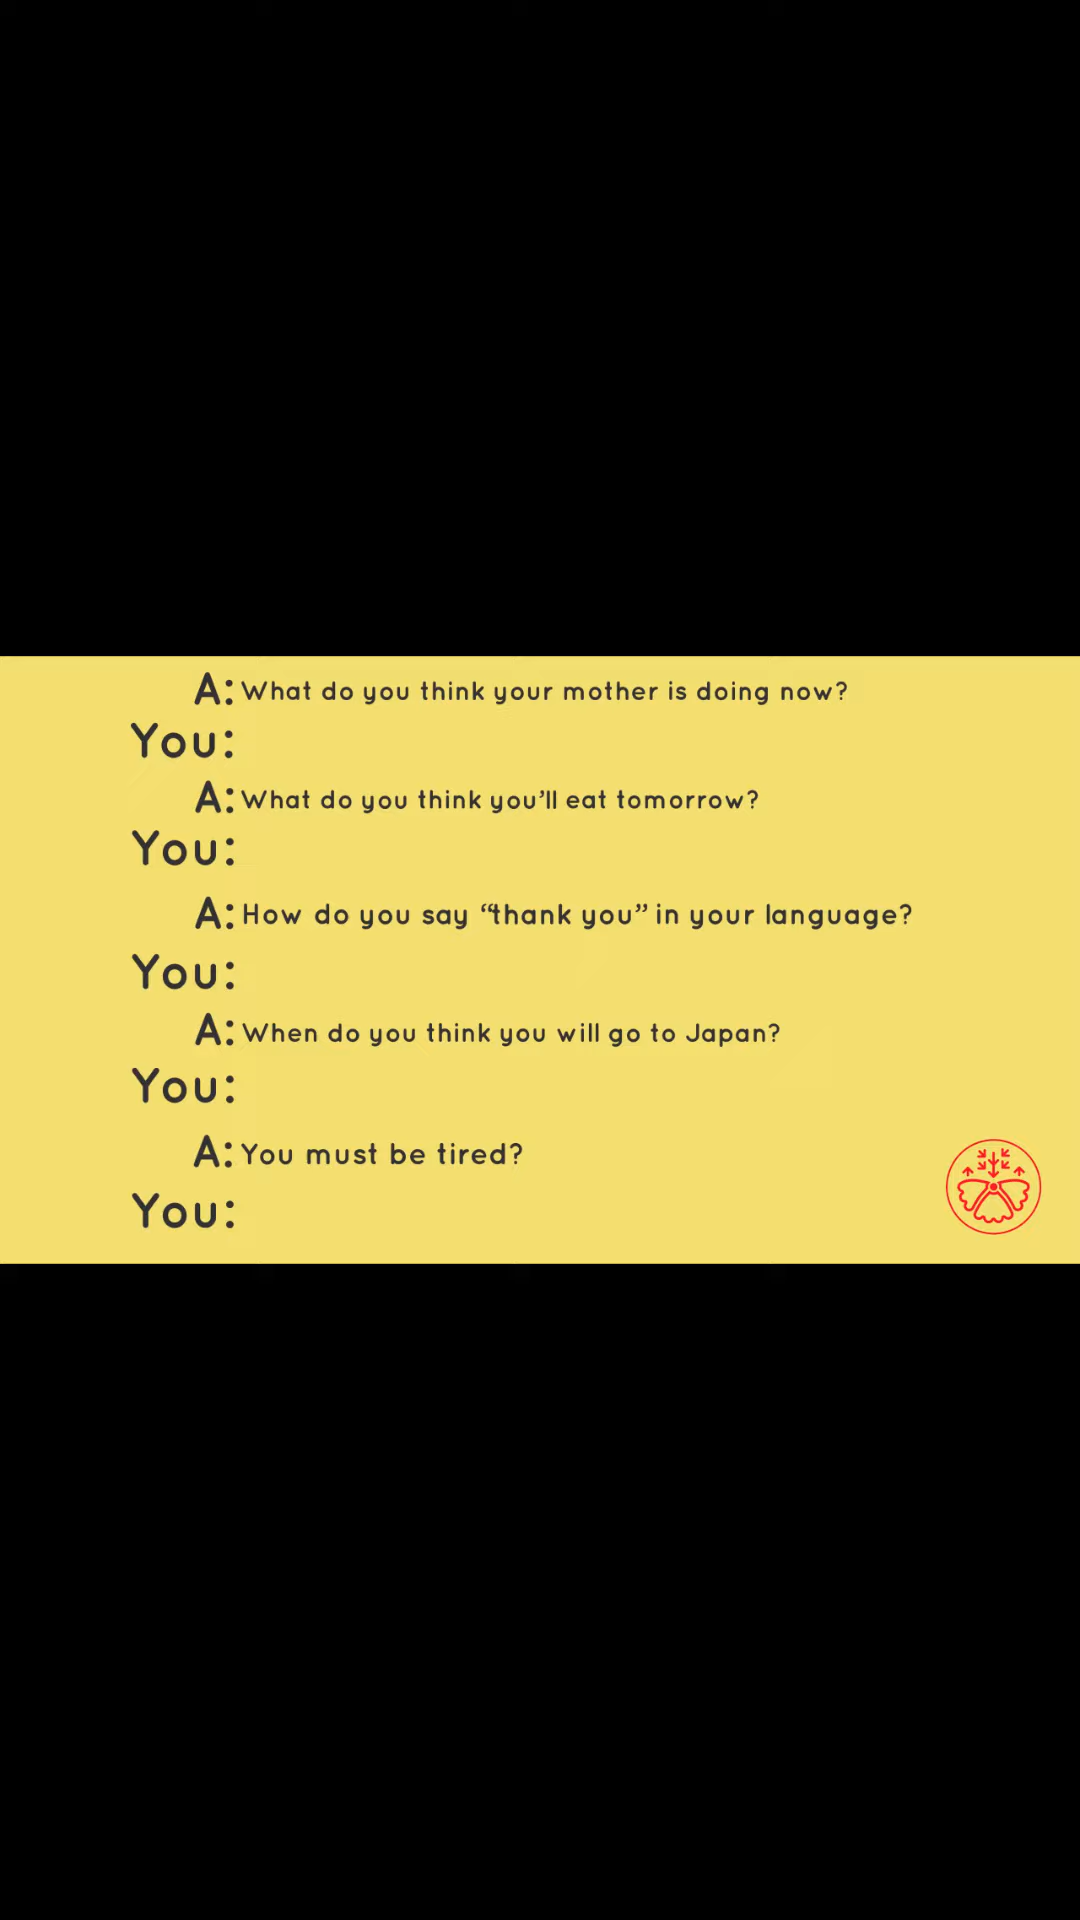 A: What do you think your mother is doing now?
You:
A: What do you think you'll eat tomorrow?
You:
A: How do you say “thank you” in your language?
You:
A: When do you think you will go to Japan?
You:
A: You must be tired?
You: